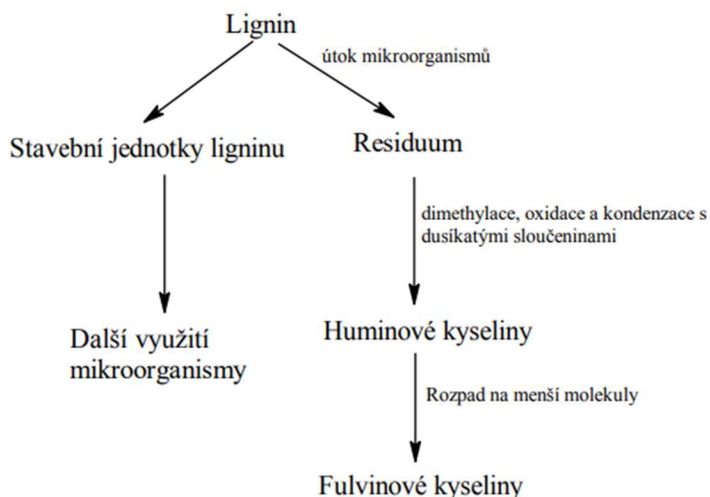 Lignin
útok mikroorganismů
Stavební jednotky ligninu
Residuum
dimethylace, oxidace a kondenzace s
dusíkatými sloučeninami
Další využití
mikroorganismy
Huminové kyseliny
Rozpad na menší molekuly
Fulvinové kyseliny